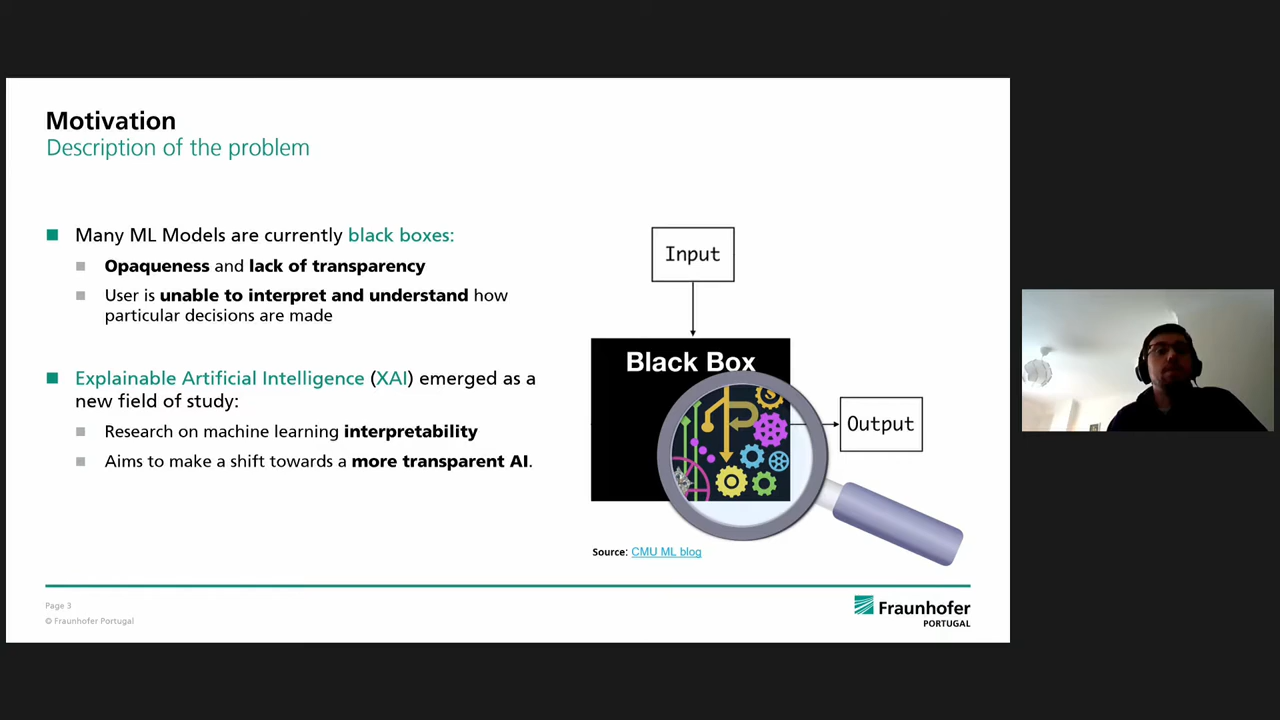 Motivation
Description of the problem
Many ML Models are currently black boxes:
Opaqueness and lack of transparency
User is unable to interpret and understand how
particular decisions are made
Explainable Artificial Intelligence (XAI) emerged as a
new field of study:
Research on machine learning interpretability
Aims to make a shift towards a more transparent AI.
Input
Black Box
Output
Source: CMU ML blog
Page 3
© Fraunhofer Portugal
Fraunhofer
PORTUGAL